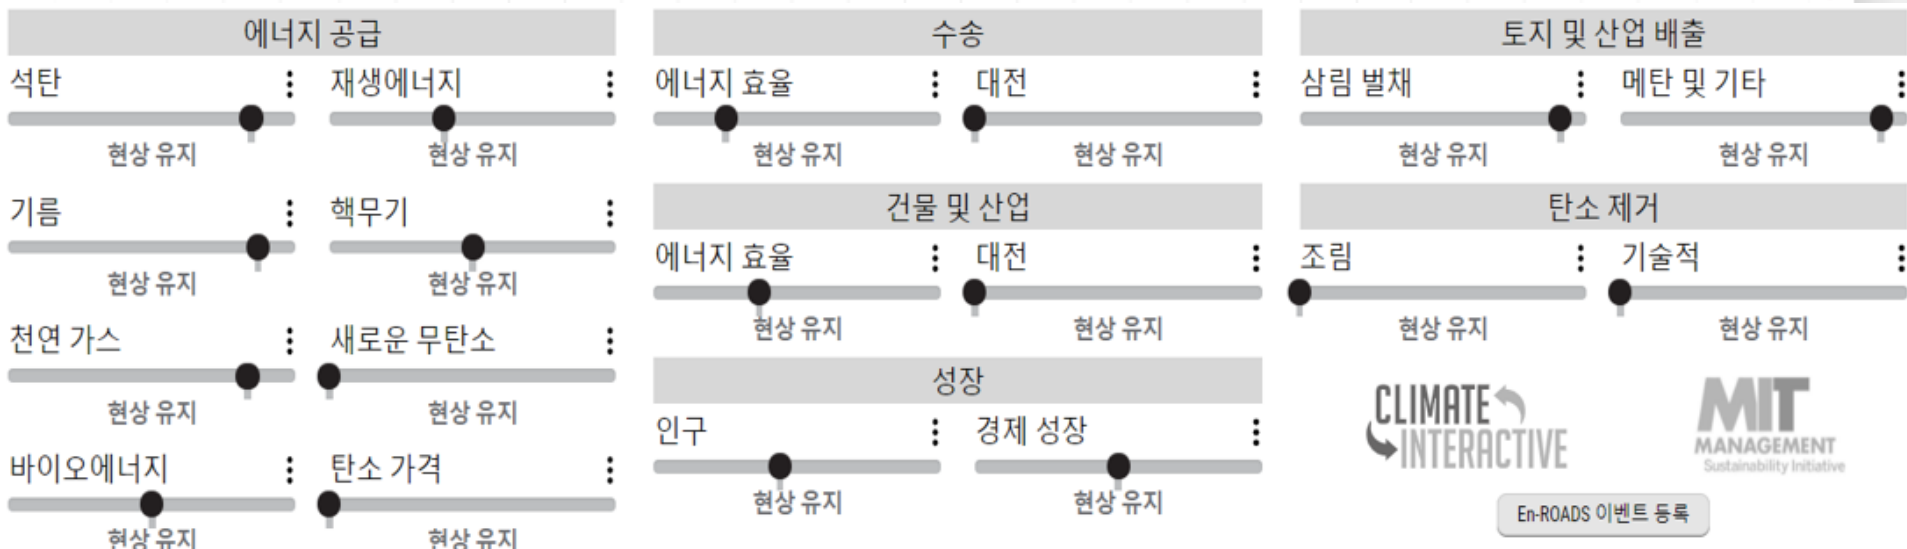 에너지 공급
석탄
현상 유지
재생에너지
현상 유지
기름
현상 유지
핵무기
현상 유지
천연 가스
현상 유지
새로운 무탄소
현상 유지
바이오에너지
현상 유지
탄소 가격
현상 유지
수송
에너지 효율
현상 유지
대전
현상 유지
건물 및 산업
에너지 효율
현상 유지
대전
현상 유지
성장
인구
현상 유지
경제 성장
현상 유지
토지 및 산업 배출
삼림 벌채
현상 유지
메탄 및 기타
현상 유지
탄소 제거
조림
현상 유지
기술적
현상 유지
CLIMATE
INTERACTIVE
MIT
MANAGEMENT
Sustainability Initiative
En-ROADS 이벤트 등록